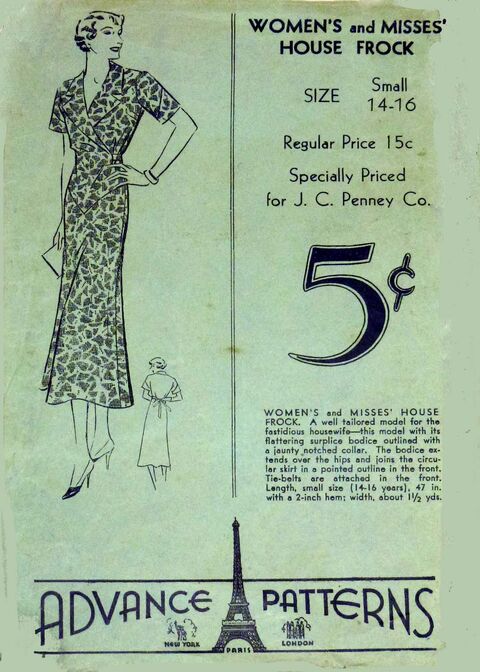 WOMEN'S and MISSES'
HOUSE FROCK
SIZE Small
14-16
Regular Price 15c
Specially Priced
for J. C. Penney Co.
5¢
WOMEN'S and MISSES' HOUSE
FROCK. A well tailored model for the
fastidious housewife—this model with its
flattering surplice bodice outlined with
a jaunty notched collar. The bodice ex-
tends over the hips and joins the circu-
lar skirt in a pointed outline in the front.
Tie-belts are attached in the front.
Length, small size (14-16 years), 47 in.
with a 2-inch hem; width, about 1½ yds.
ADVANCE PATTERNS
NEW YORK PARIS LONDON